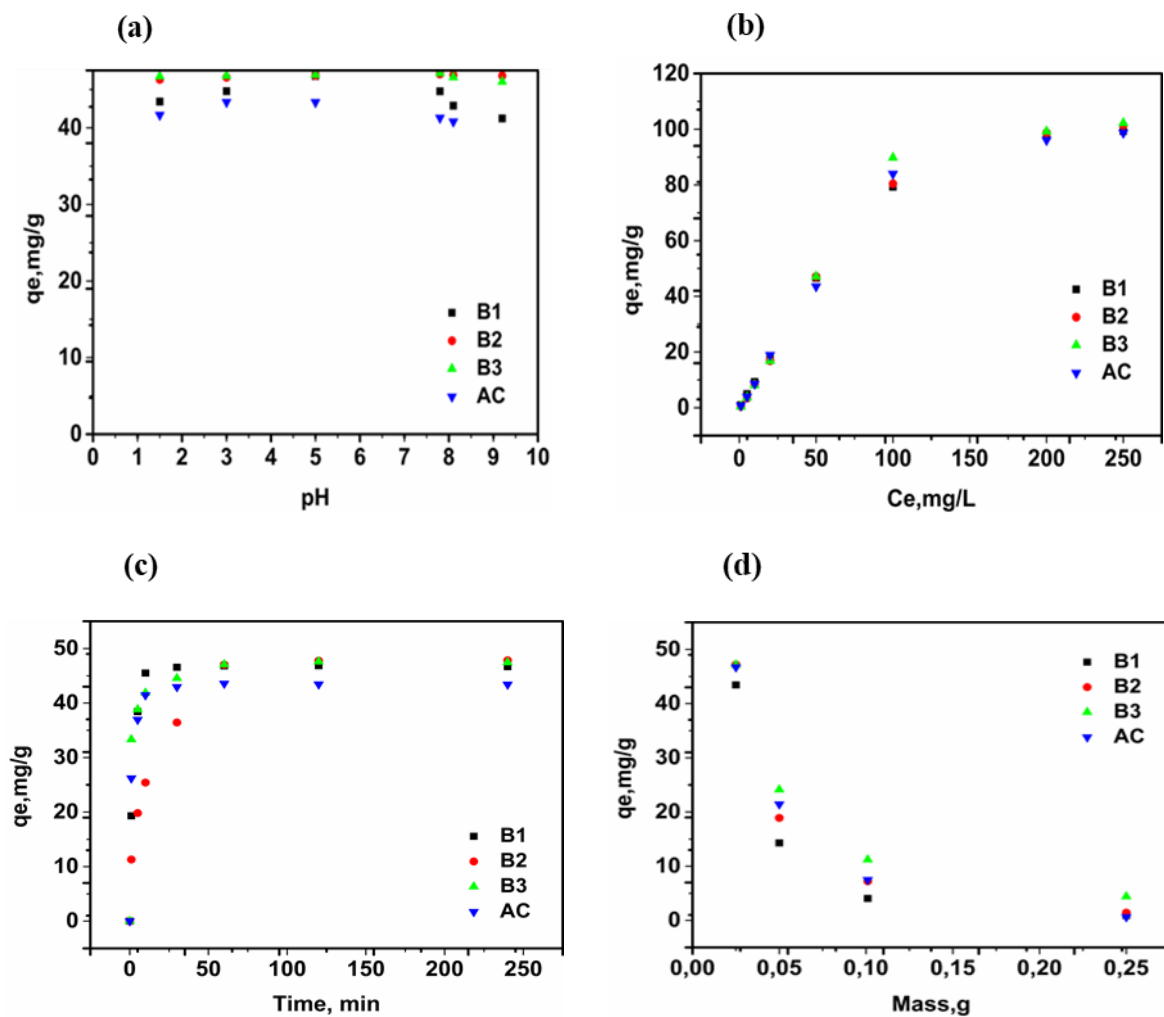 (a)
40
30
20
10
0
qe,mg/g
0 1 2 3 4 5 6 7 8 9 10
pH
B1
B2
B3
AC
(b)
120
100
80
60
40
20
0
qe,mg/g
0 50 100 150 200 250
Ce,mg/L
B1
B2
B3
AC
(c)
50
40
30
20
10
0
qe,mg/g
0 50 100 150 200 250
Time, min
B1
B2
B3
AC
(d)
50
40
30
20
10
0
qe,mg/g
0,00 0,05 0,10 0,15 0,20 0,25
Mass,g
B1
B2
B3
AC